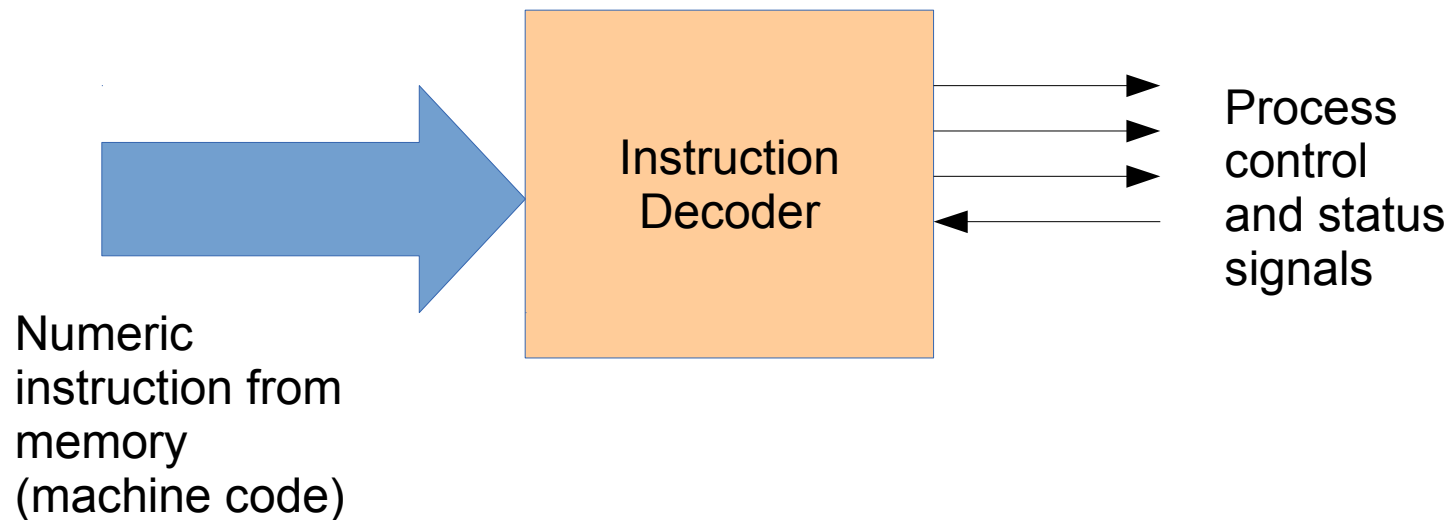 Numeric
instruction from
memory
(machine code)
Instruction
Decoder
Process
control
and status
signals